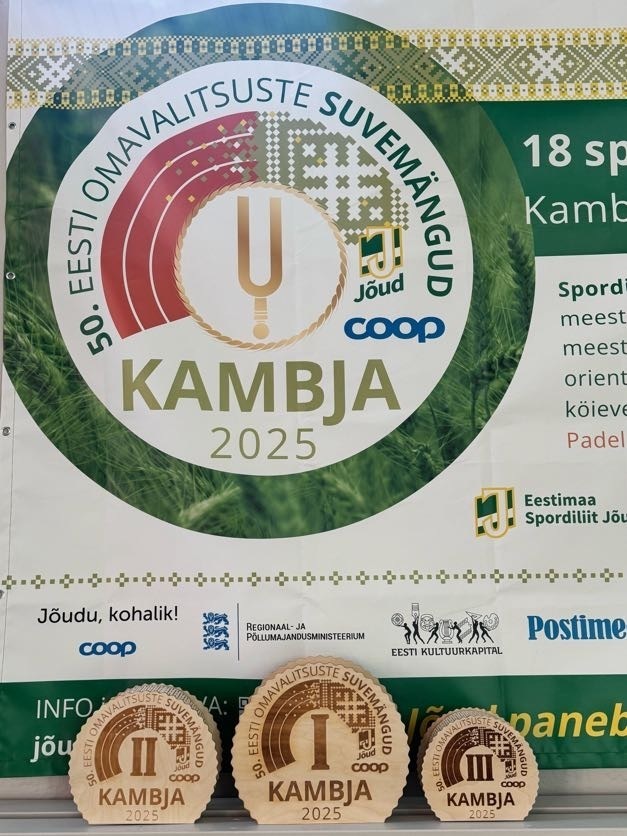 50. EESTI OMAVALITSUSTE SUVEMÄNGUD
Jõud
coop
KAMBJA
2025
18 sp
Kamb
Spordi
meest
meest
orient
köieve
Padel
Eestimaa
Spordiliit Jõu
Jõudu, kohalik!
coop
REGIONAAL- JA
PÕLLUMAJANDUSMINISTEERIUM
EESTI KULTUURKAPITAL
Postime
INFO
VA:
jõu
paneb
50. EESTI OMAVALITSUSTE SUVEMÄNGUD
II
Jõud
coop
KAMBJA
2025
50. EESTI OMAVALITSUSTE SUVEMÄNGUD
I
Jõud
coop
KAMBJA
2025
50. EESTI OMAVALITSUSTE SUVEMÄNGUD
III
Jõud
coop
KAMBJA
2025